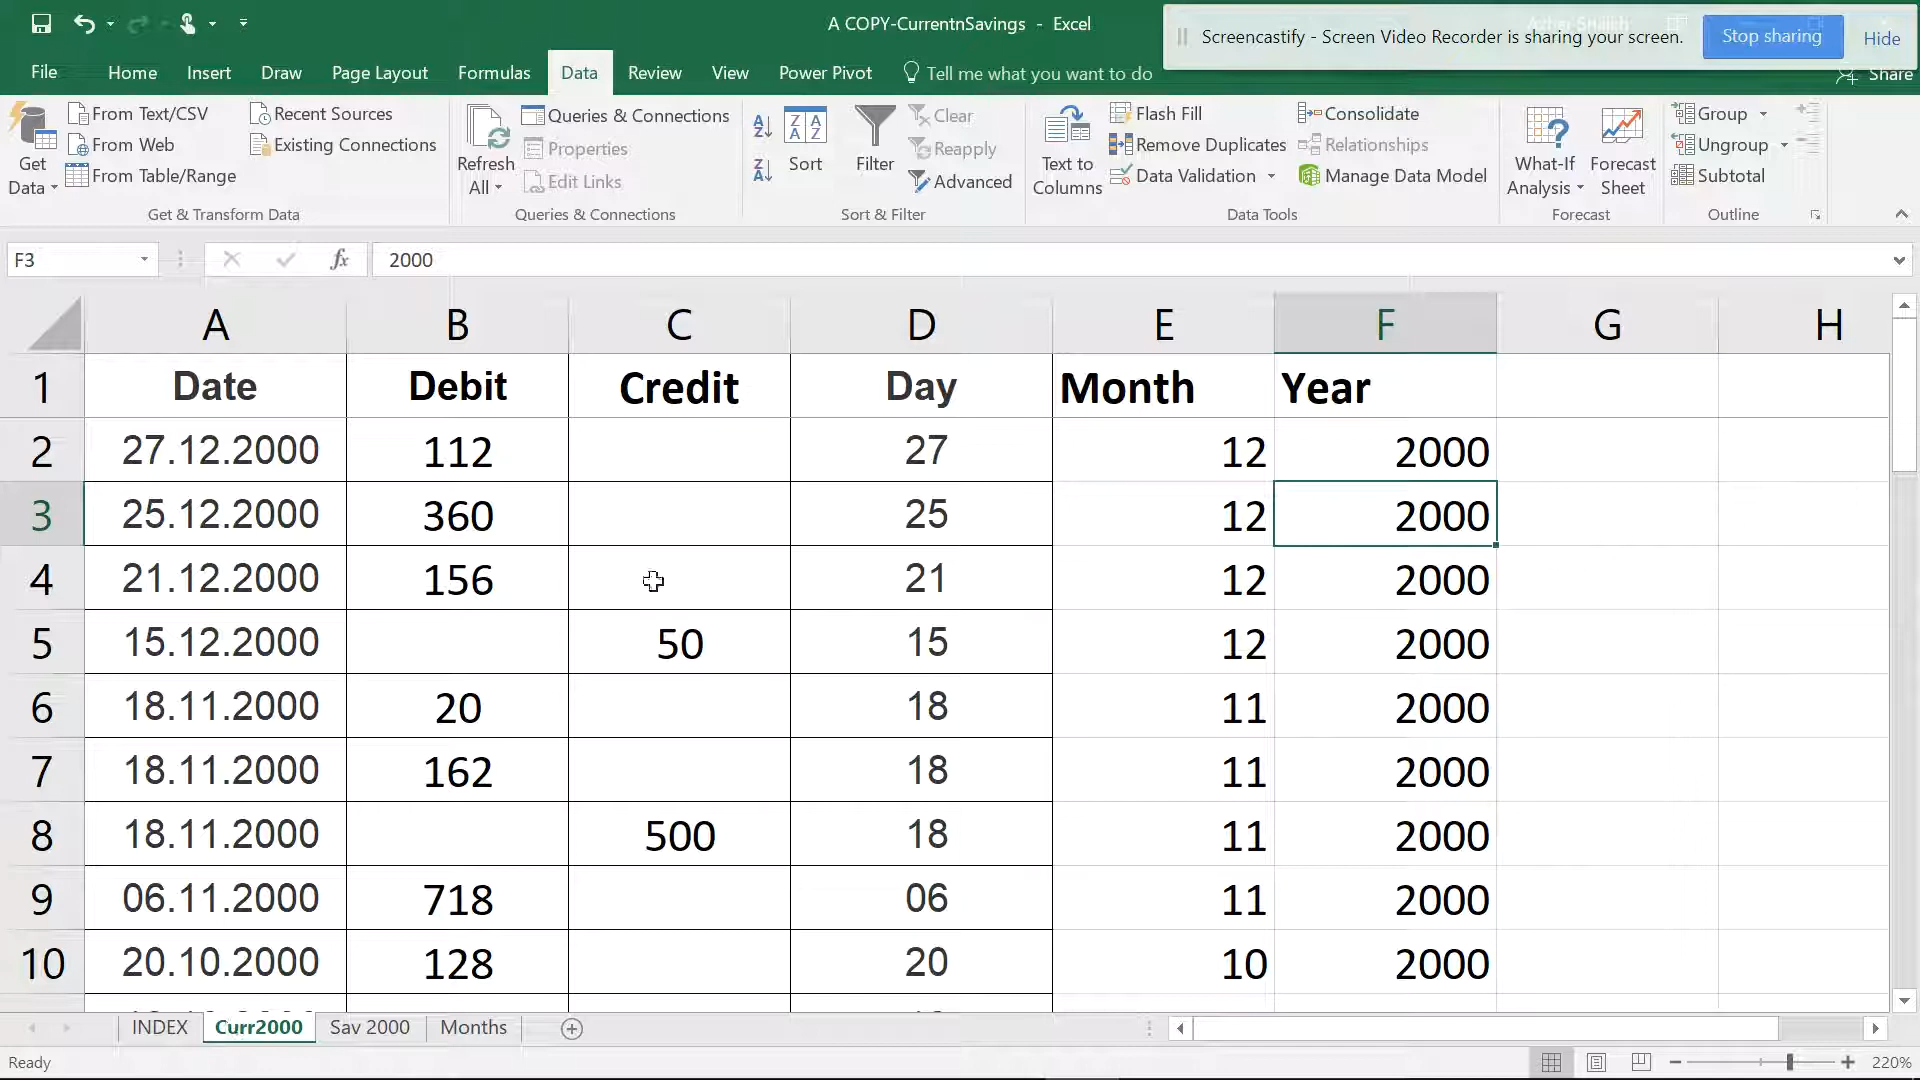 A COPY-CurrentnSavings - Excel
Screencastify - Screen Video Recorder is sharing your screen. Stop sharing Hide
File Home Insert Draw Page Layout Formulas Data Review View Power Pivot Tell me what you want to do Share
From Text/CSV Recent Sources Queries & Connections Clear Flash Fill Consolidate Group
From Web Existing Connections Properties Reapply Remove Duplicates Relationships Ungroup
From Table/Range Edit Links Advanced Data Validation Manage Data Model Subtotal
Get Data
Refresh All
Sort
Filter
Text to Columns
What-If Analysis
Forecast Sheet
Get & Transform Data Queries & Connections Sort & Filter Data Tools Forecast Outline
F3 fx 2000
A B C D E F G H
1 Date Debit Credit Day Month Year
2 27.12.2000 112 27 12 2000
3 25.12.2000 360 25 12 2000
4 21.12.2000 156 21 12 2000
5 15.12.2000 50 15 12 2000
6 18.11.2000 20 18 11 2000
7 18.11.2000 162 18 11 2000
8 18.11.2000 500 18 11 2000
9 06.11.2000 718 06 11 2000
10 20.10.2000 128 20 10 2000
INDEX Curr2000 Sav 2000 Months
Ready 220%